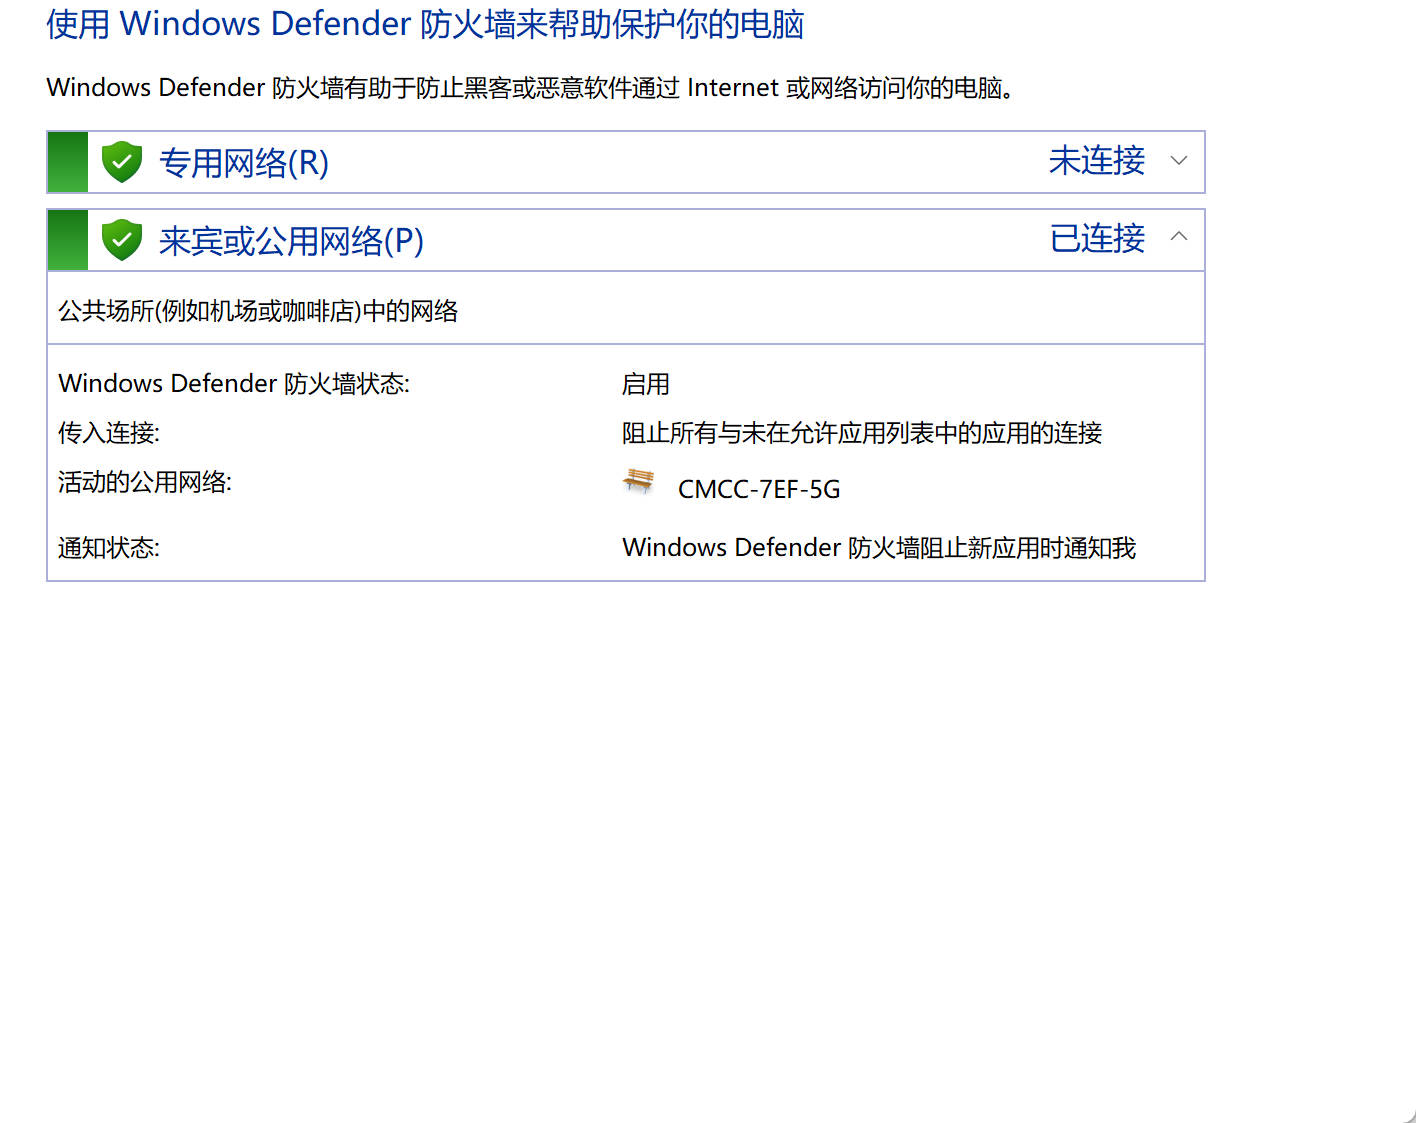 使用 Windows Defender 防火墙来帮助保护你的电脑
Windows Defender 防火墙有助于防止黑客或恶意软件通过 Internet 或网络访问你的电脑。
专用网络(R) 未连接
来宾或公用网络(P) 已连接
公共场所(例如机场或咖啡店)中的网络
Windows Defender 防火墙状态: 启用
传入连接: 阻止所有与未在允许应用列表中的应用的连接
活动的公用网络: CMCC-7EF-5G
通知状态: Windows Defender 防火墙阻止新应用时通知我